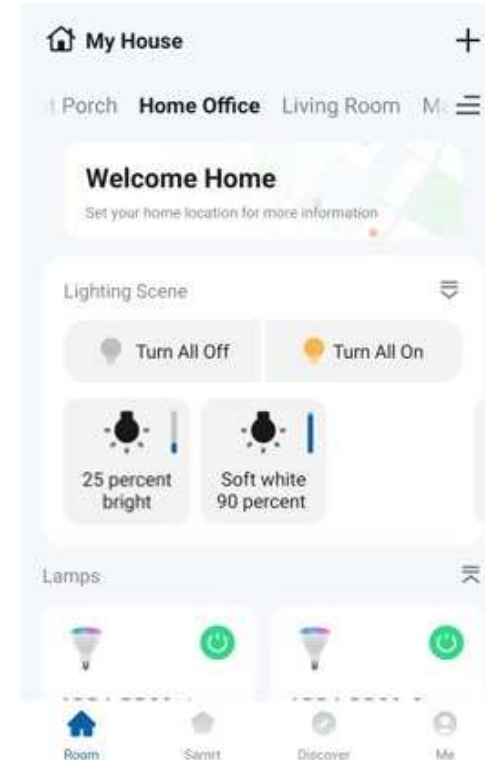 My House
Porch Home Office Living Room
Welcome Home
Set your home location for more information
Lighting Scene
Turn All Off Turn All On
25 percent
bright
Soft white
90 percent
Lamps
Room Samrt Discover Me